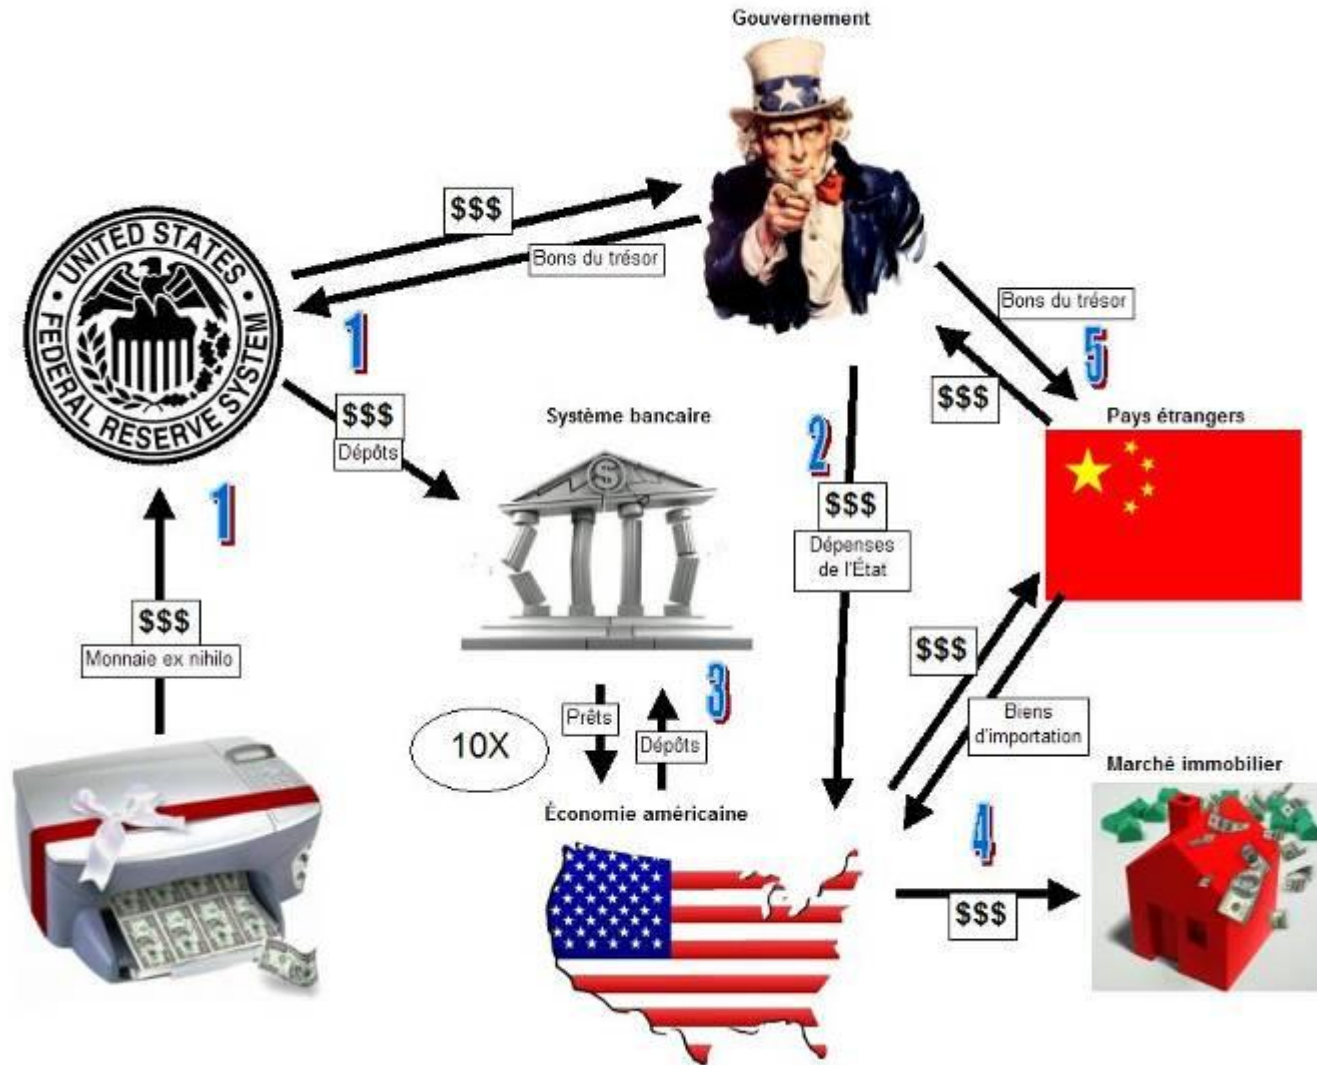 Gouvernement
$$$
Bons du trésor
UNITED STATES
FEDERAL RESERVE SYSTEM
1
Bons du trésor
5
$$$
Pays étrangers
$$$
Dépôts
Système bancaire
$
2
$$$
Dépenses
de l'État
1
$$$
Monnaie ex nihilo
3
$$$
Prêts
Dépôts
10X
Biens
d'importation
Marché immobilier
Économie américaine
4
$$$